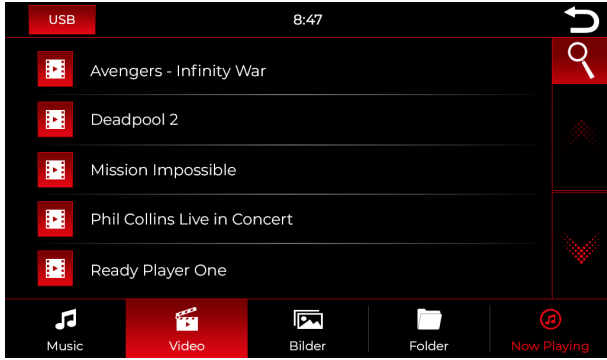 USB
8:47
Avengers - Infinity War
Deadpool 2
Mission Impossible
Phil Collins Live in Concert
Ready Player One
Music
Video
Bilder
Folder
Now Playing